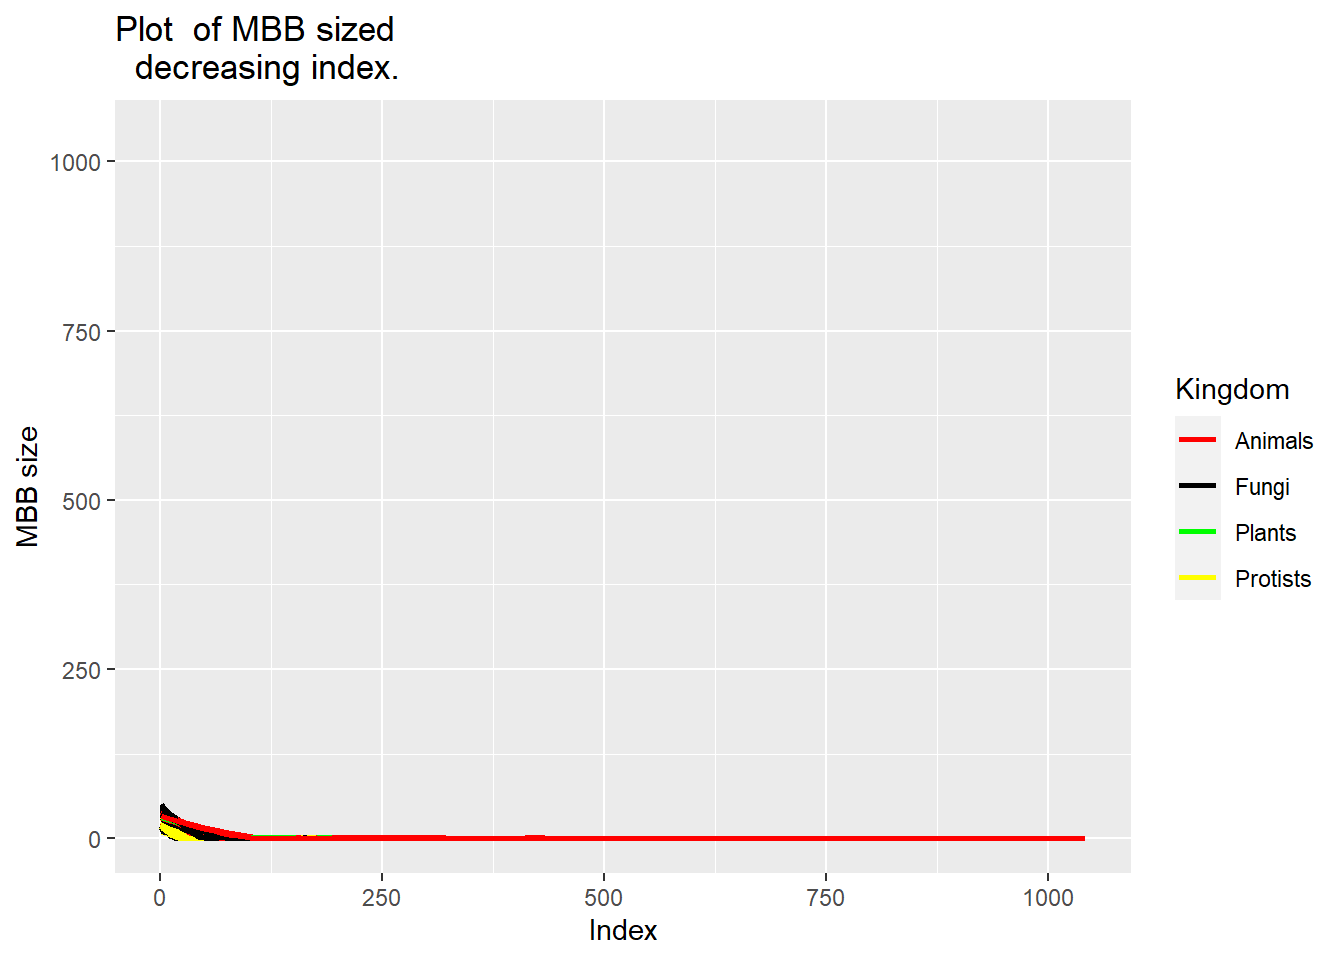 Plot  of MBB sized
decreasing index.
1000
750
500
250
0
MBB size
0 250 500 750 1000
Index
Kingdom
Animals
Fungi
Plants
Protists